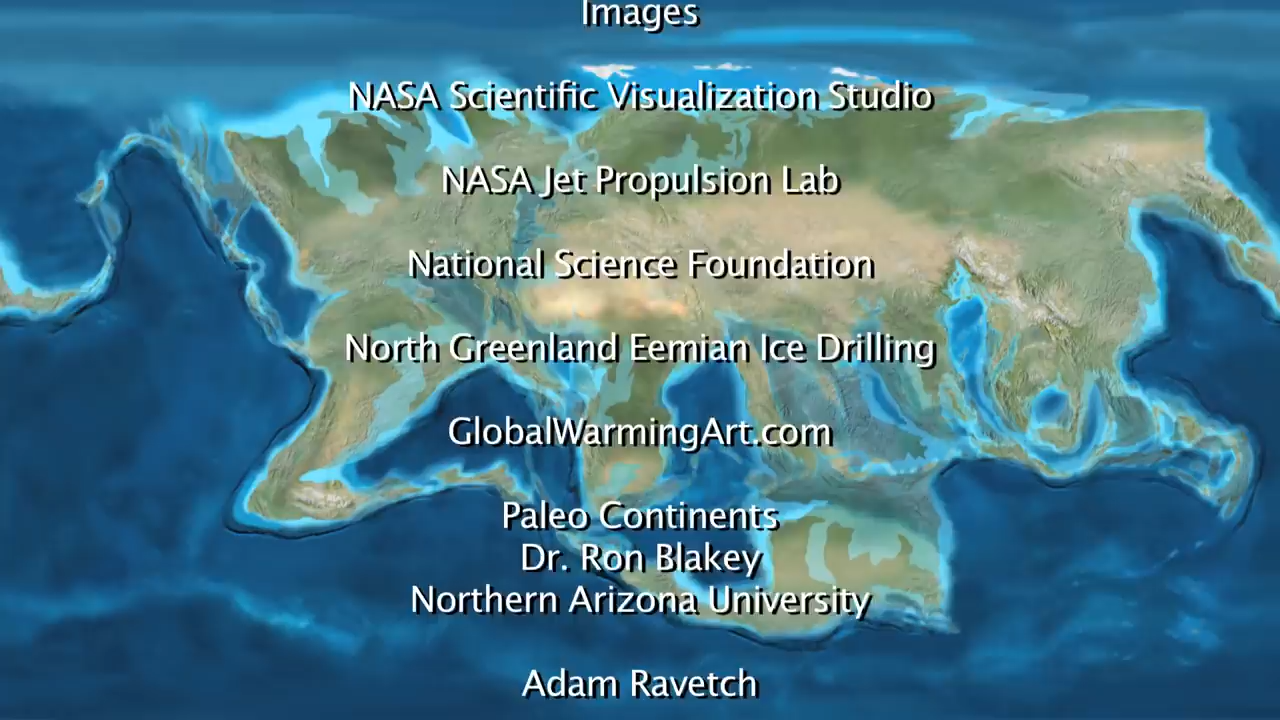 Images
NASA Scientific Visualization Studio
NASA Jet Propulsion Lab
National Science Foundation
North Greenland Eemian Ice Drilling
GlobalWarmingArt.com
Paleo Continents
Dr. Ron Blakey
Northern Arizona University
Adam Ravetch